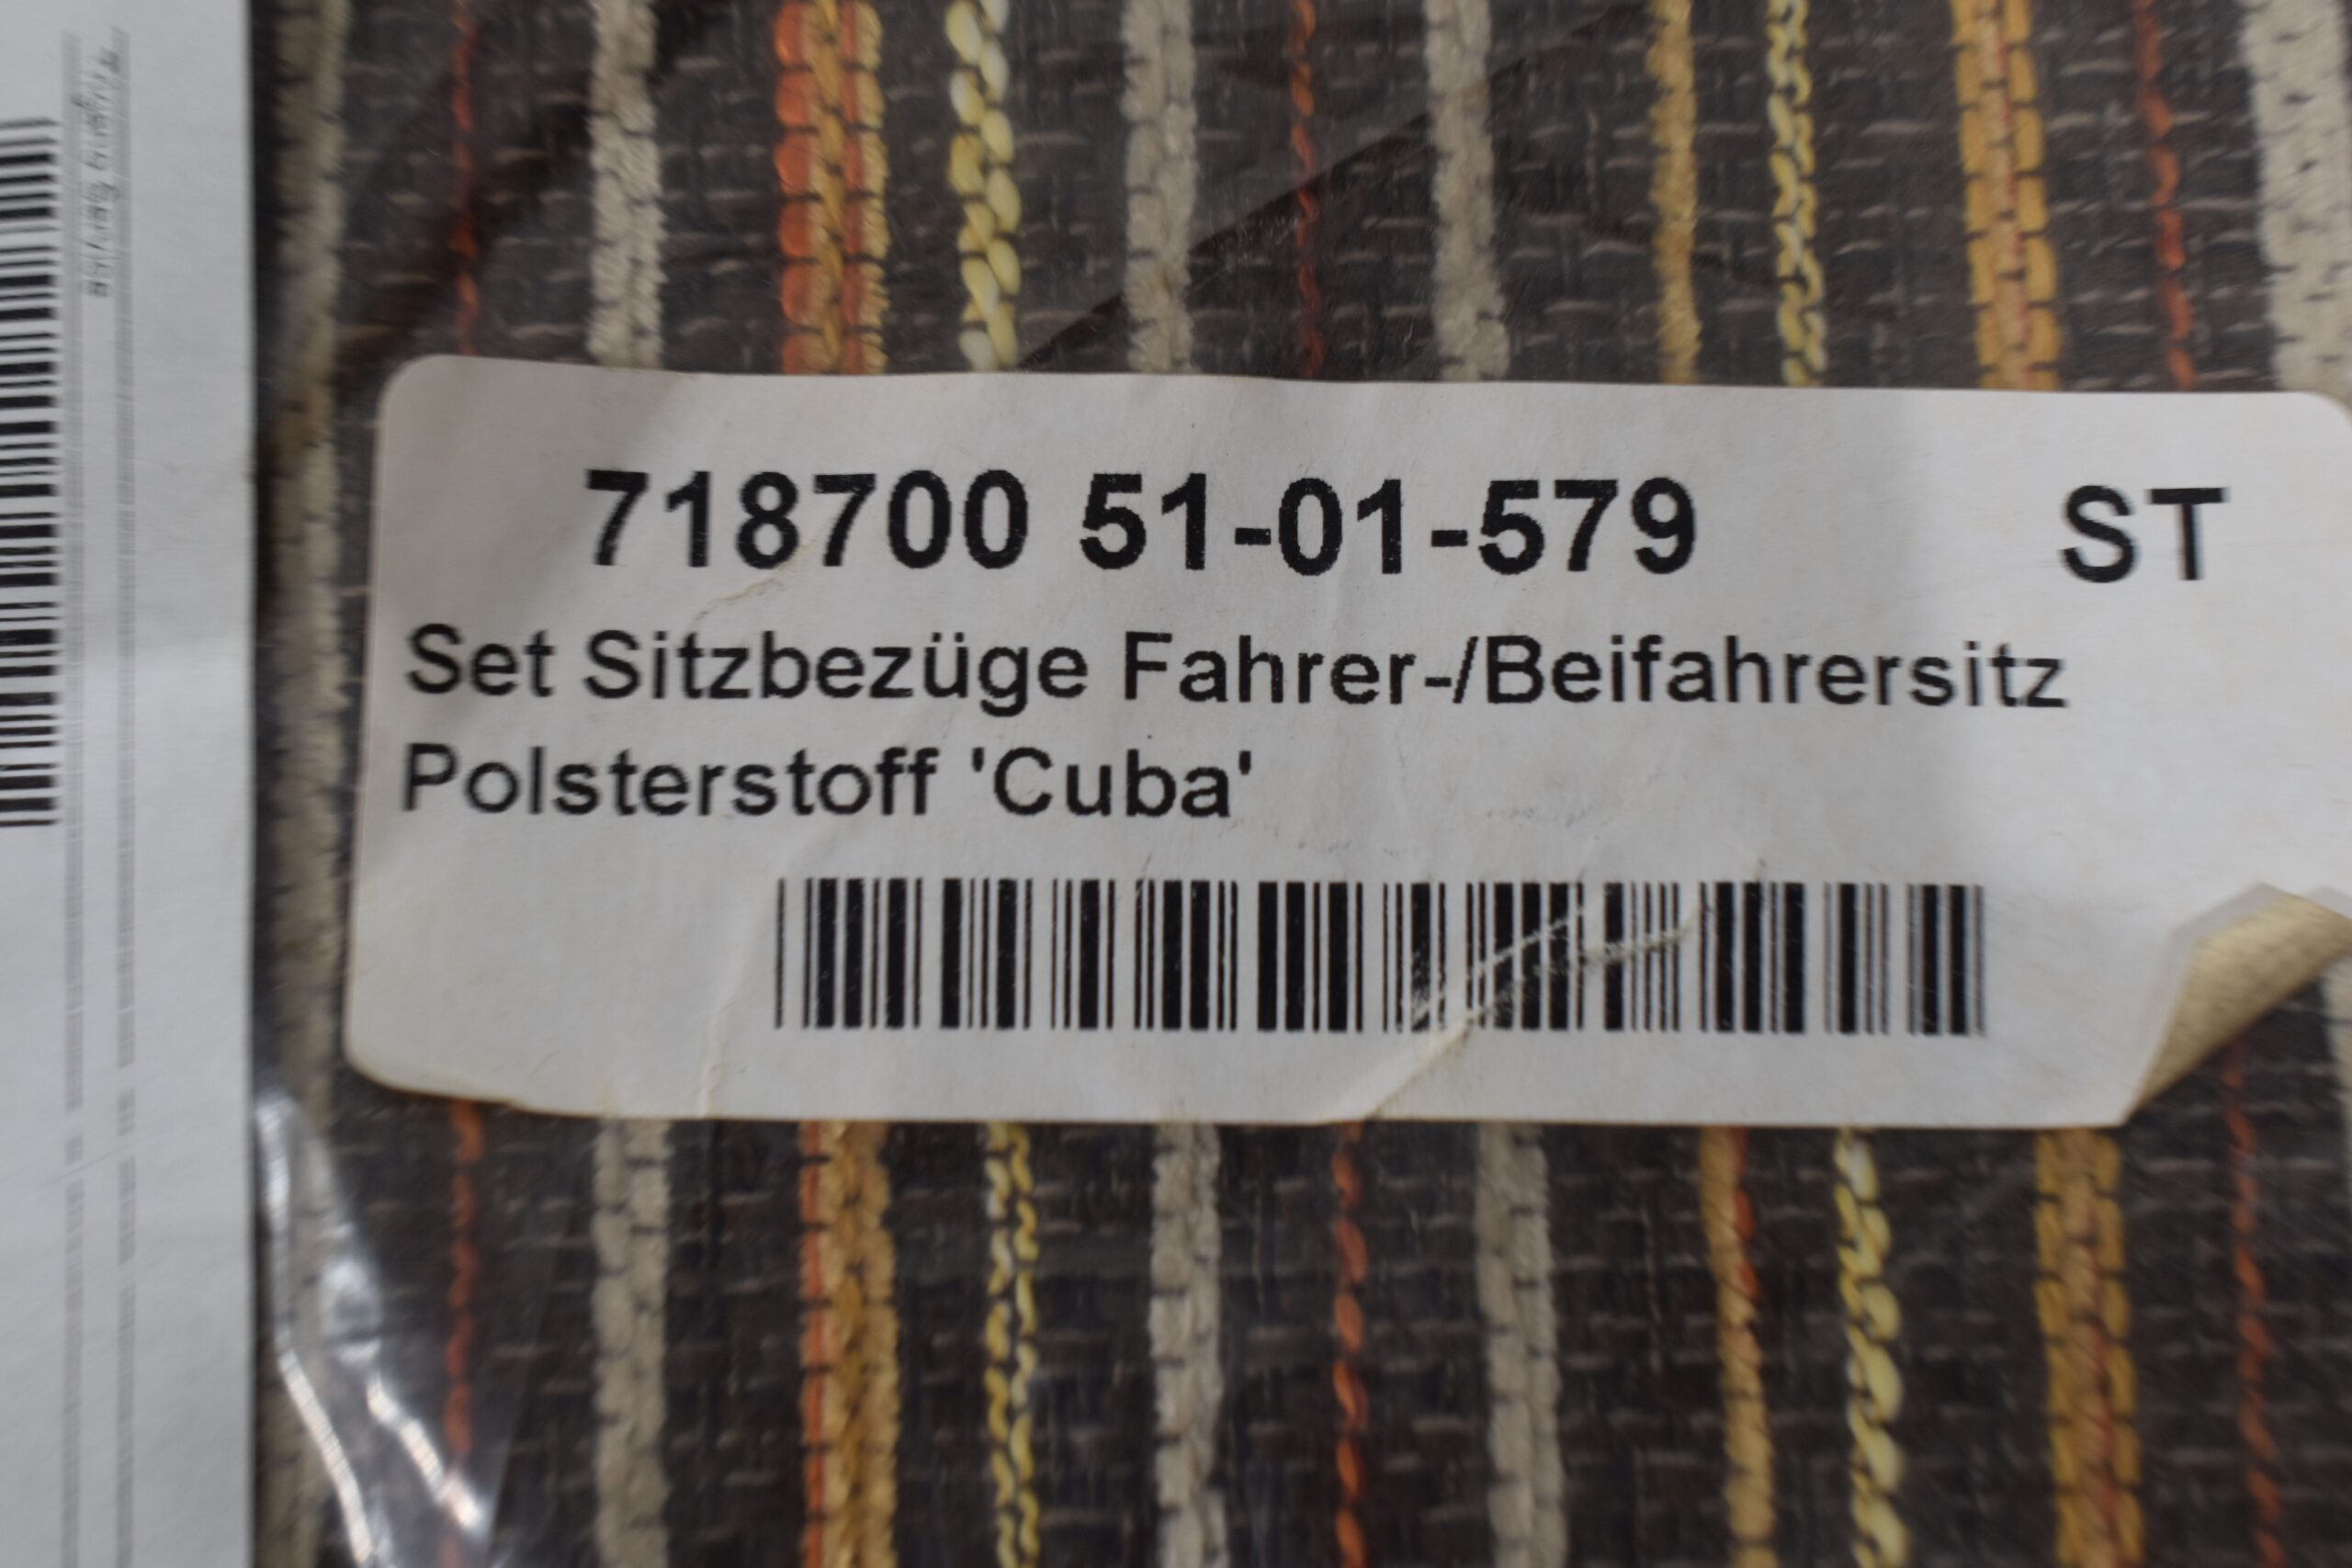 718700 51-01-579 ST
Set Sitzbezüge Fahrer-/Beifahrersitz
Polsterstoff 'Cuba'